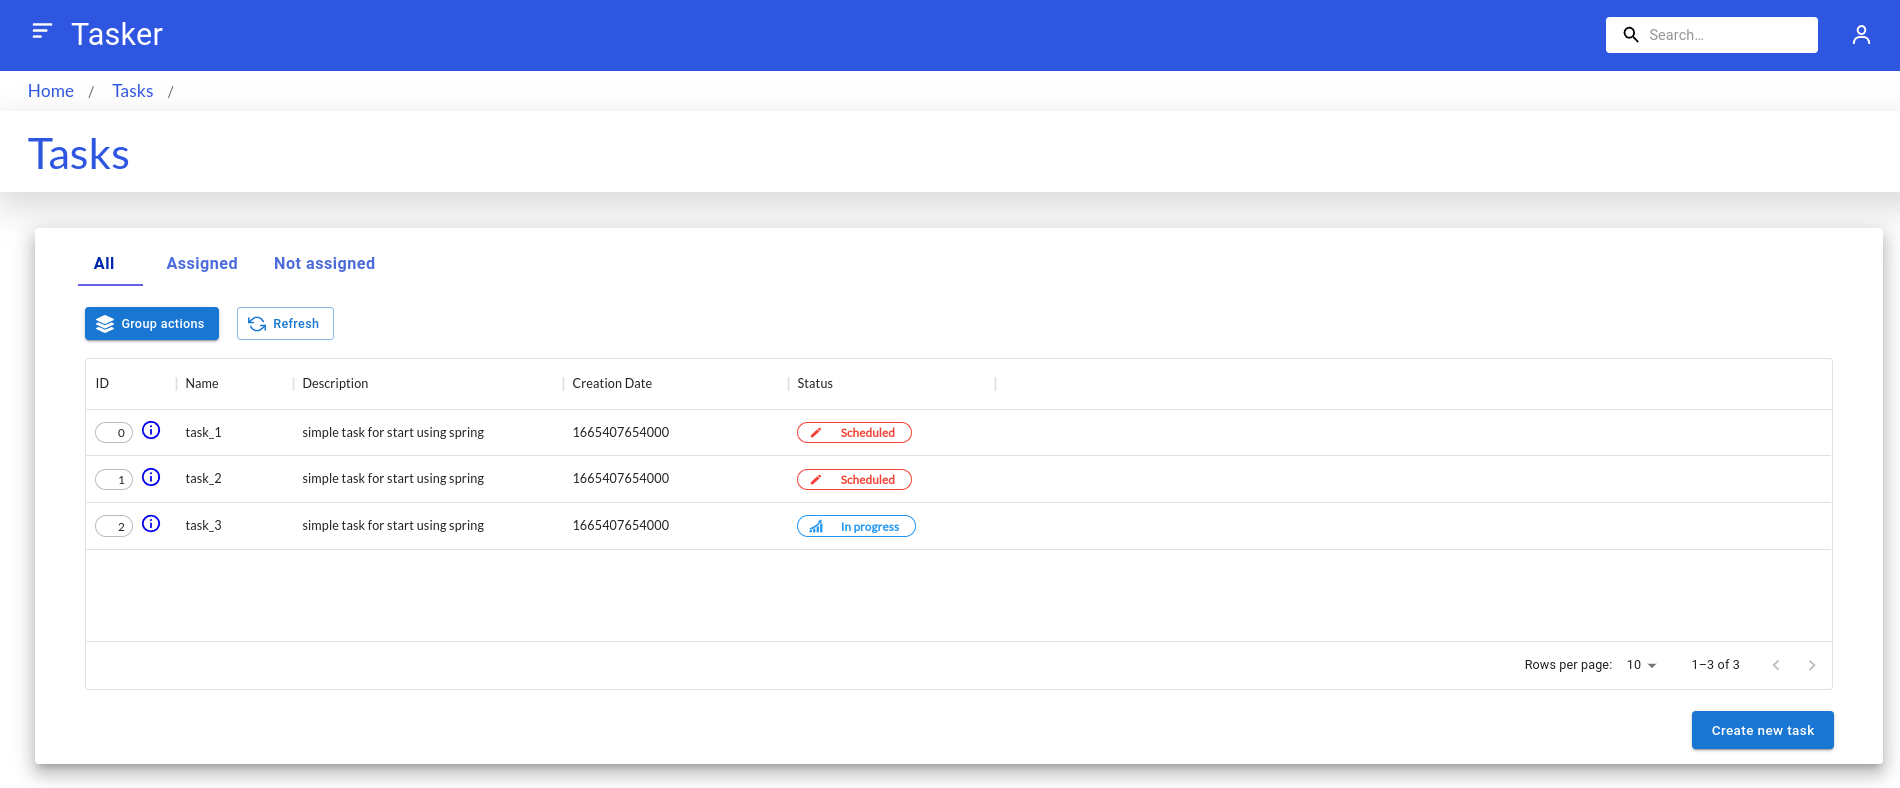 Tasker
Search...
Home / Tasks /
Tasks
All Assigned Not assigned
Group actions Refresh
ID Name Description Creation Date Status
0 task_1 simple task for start using spring 1665407654000 Scheduled
1 task_2 simple task for start using spring 1665407654000 Scheduled
2 task_3 simple task for start using spring 1665407654000 In progress
Rows per page: 10 1–3 of 3
Create new task